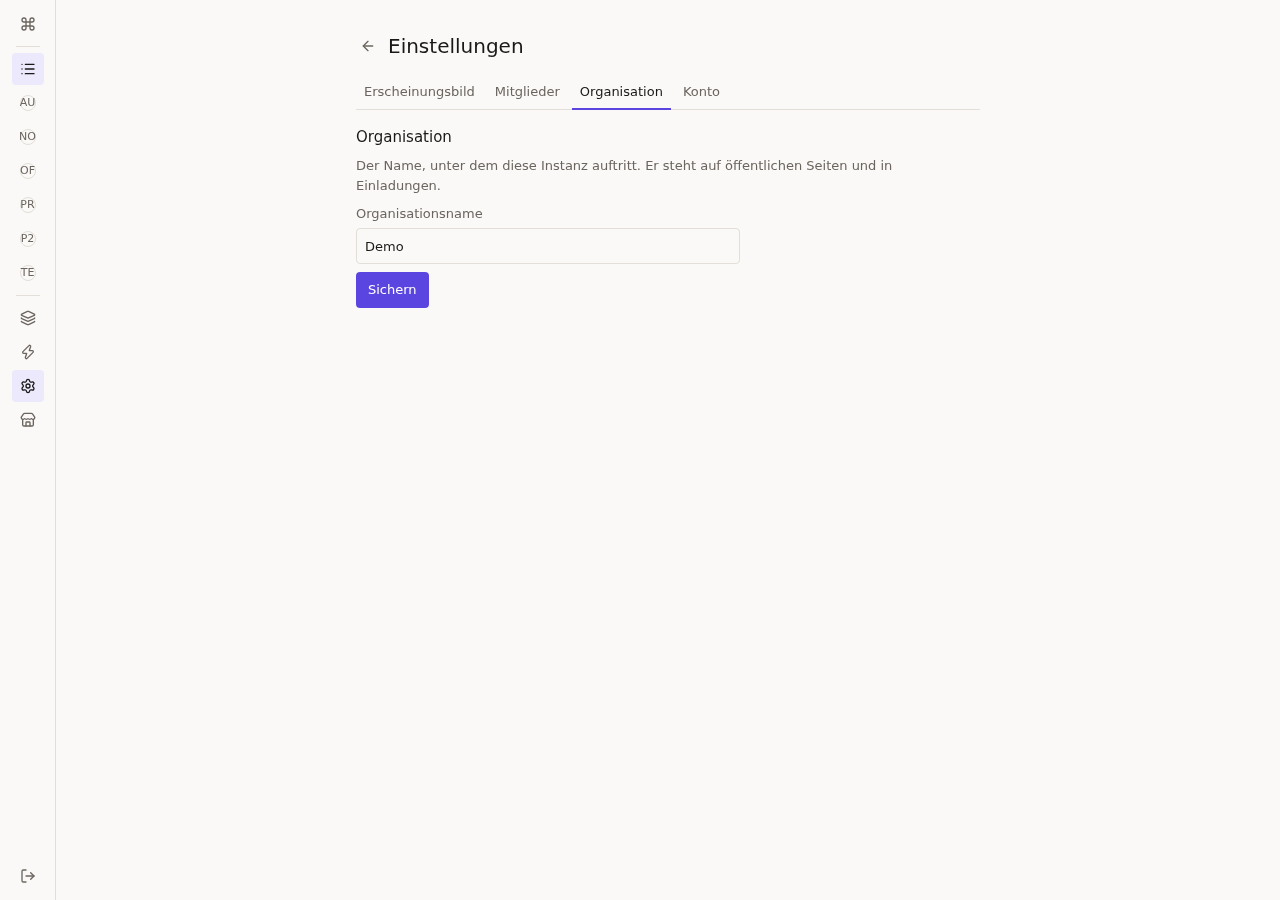 Einstellungen
Erscheinungsbild Mitglieder Organisation Konto
AU
NO
OF
PR
P2
TE
Organisation
Der Name, unter dem diese Instanz auftritt. Er steht auf öffentlichen Seiten und in
Einladungen.
Organisationsname
Demo
Sichern